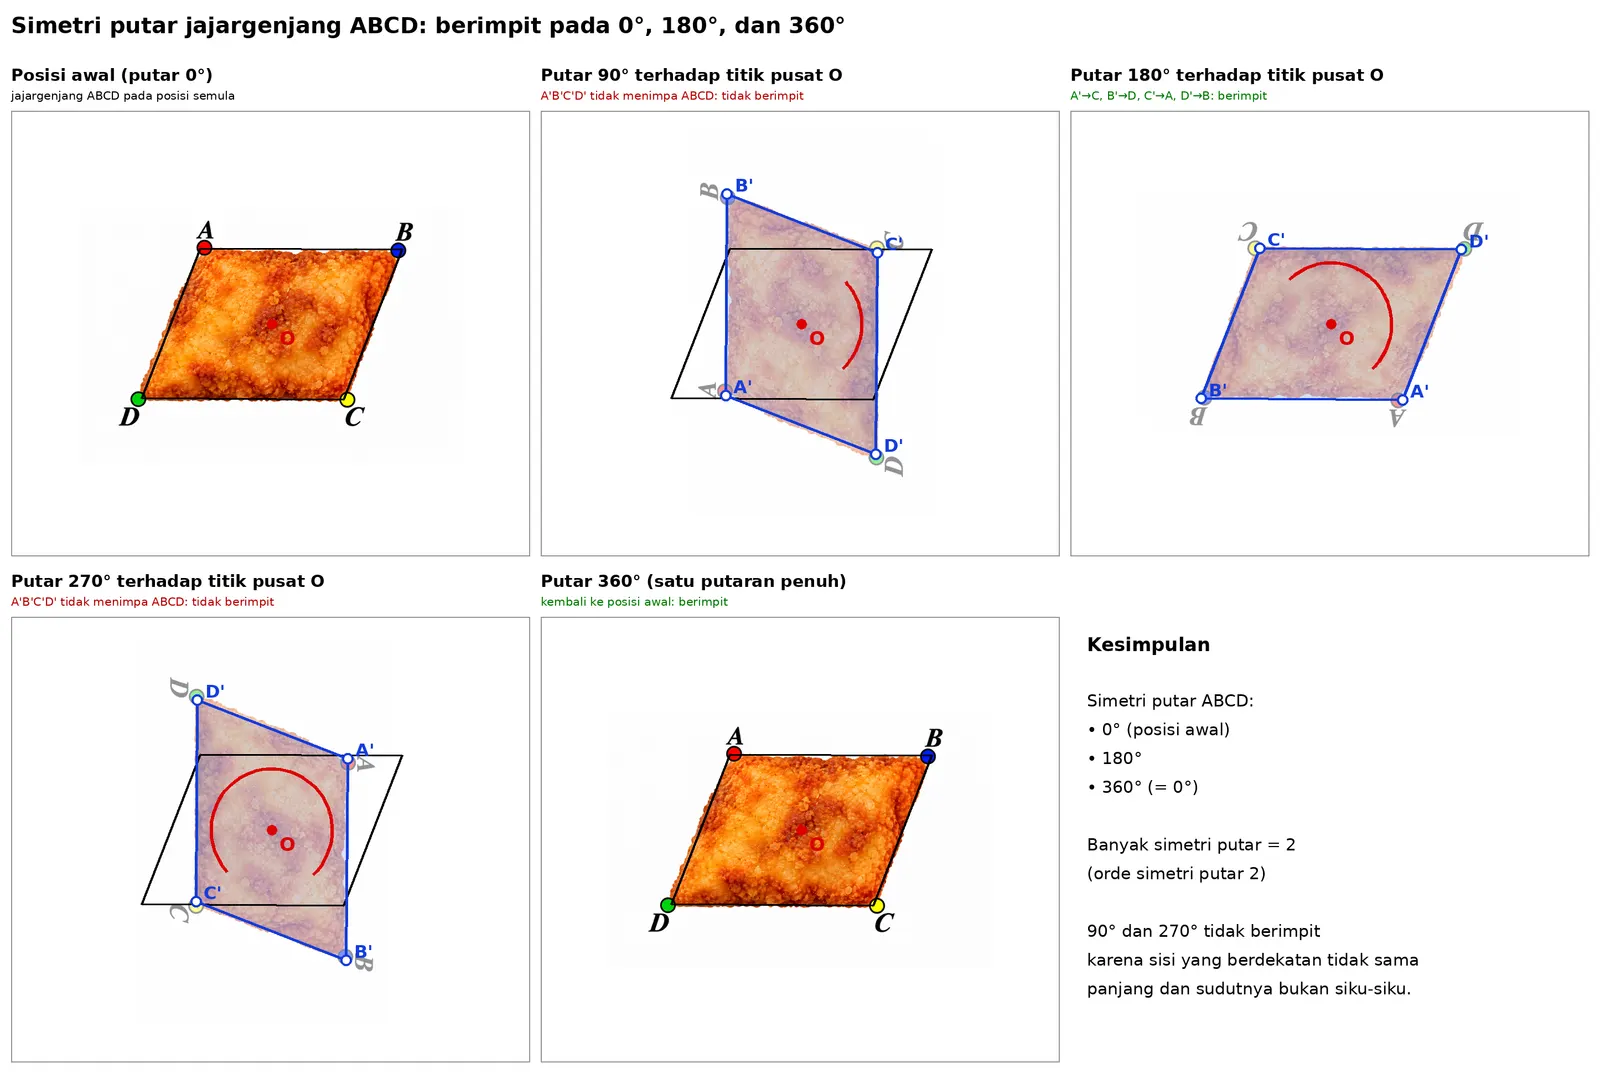 Simetri putar jajargenjang ABCD: berimpit pada 0°, 180°, dan 360°
Posisi awal (putar 0°)
jajargenjang ABCD pada posisi semula
A
B
O
D
C
Putar 90° terhadap titik pusat O
A'B'C'D' tidak menimpa ABCD: tidak berimpit
B
B'
C
C'
O
A
A'
D'
D
Putar 180° terhadap titik pusat O
A'→C, B'→D, C'→A, D'→B: berimpit
C
C'
D
D'
O
B'
B
A'
A
Putar 270° terhadap titik pusat O
A'B'C'D' tidak menimpa ABCD: tidak berimpit
D
D'
A'
A
O
C'
C
B'
B
Putar 360° (satu putaran penuh)
kembali ke posisi awal: berimpit
A
B
O
D
C
Kesimpulan
Simetri putar ABCD:
• 0° (posisi awal)
• 180°
• 360° (= 0°)
Banyak simetri putar = 2
(orde simetri putar 2)
90° dan 270° tidak berimpit
karena sisi yang berdekatan tidak sama
panjang dan sudutnya bukan siku-siku.